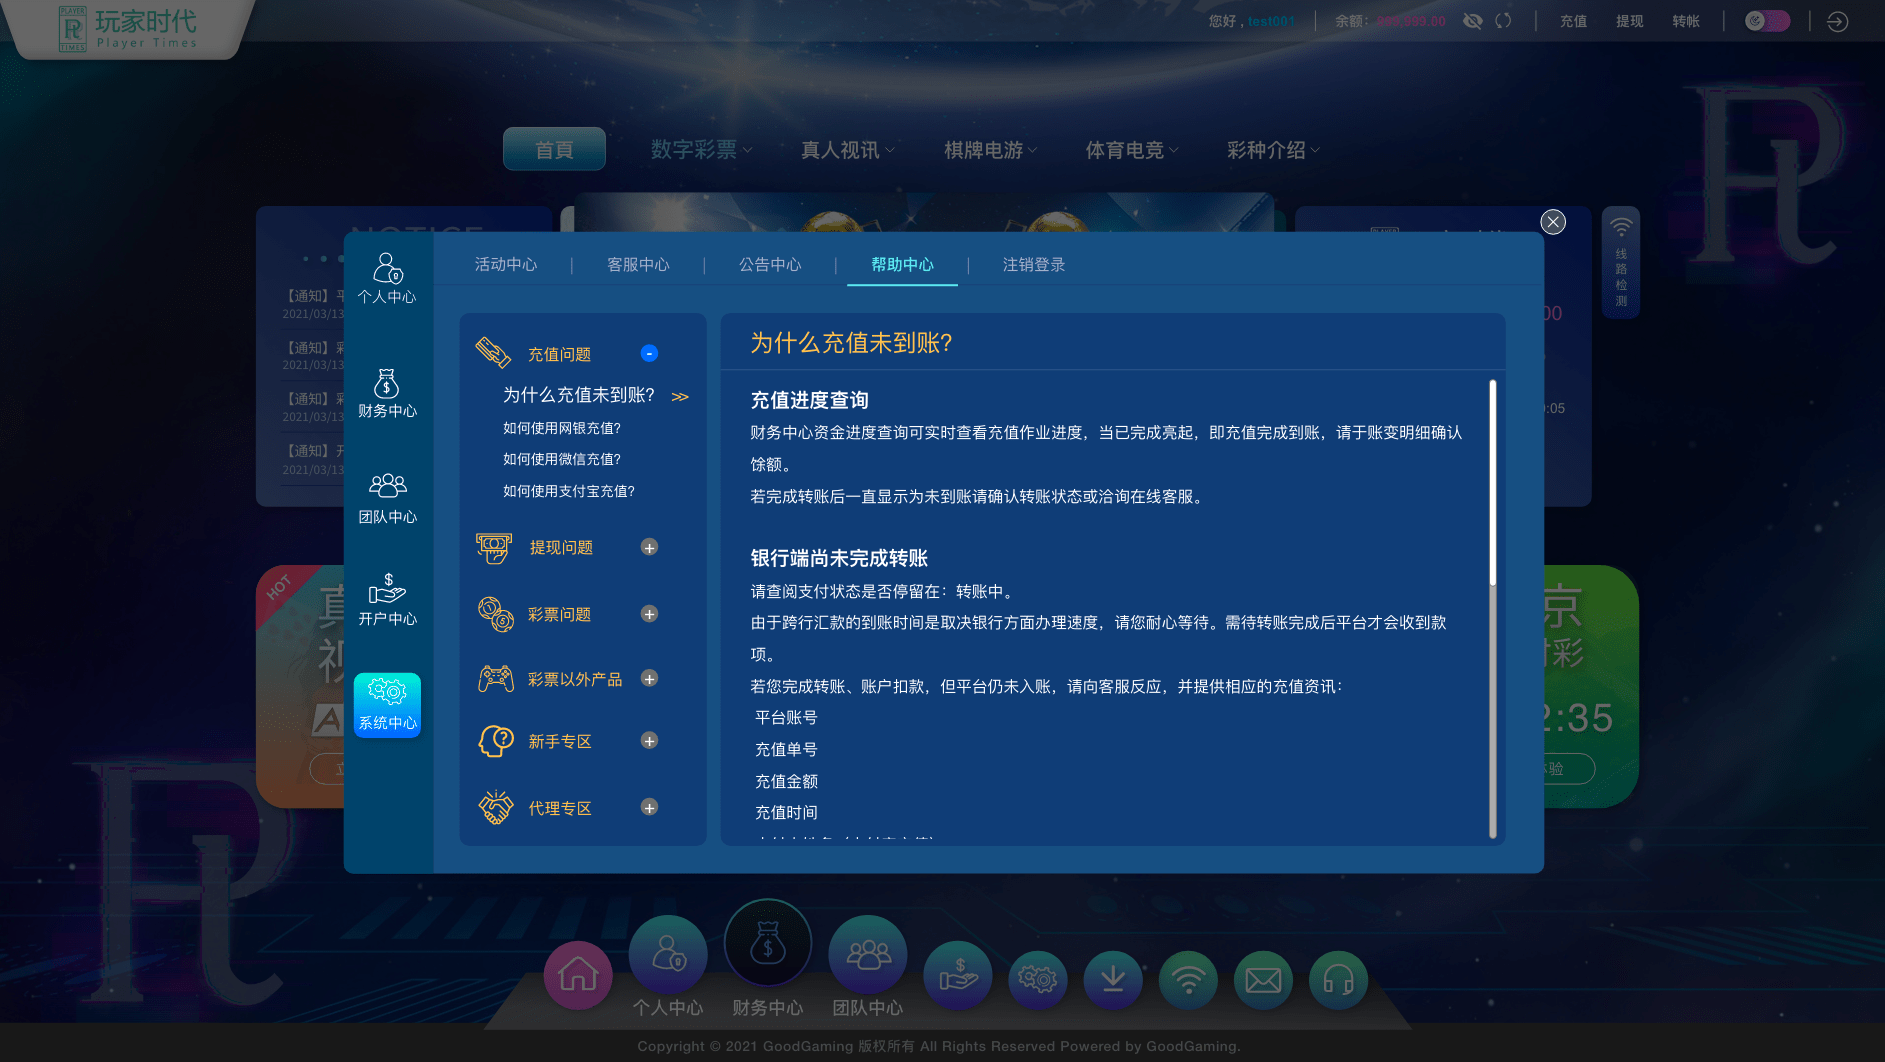 PLAYER
TIMES
玩家时代
Player Times
您好 , test001
余额:
充值
提现
转帐
首頁
数字彩票
真人视讯
棋牌电游
体育电竞
彩种介绍
NOTICE
【通知】
2021/03/13
【通知】
2021/03/13
【通知】
2021/03/13
【通知】
2021/03/13
线路检测
00
:05
个人中心
财务中心
团队中心
开户中心
系统中心
活动中心
客服中心
公告中心
帮助中心
注销登录
充值问题
-
为什么充值未到账?
如何使用网银充值?
如何使用微信充值?
如何使用支付宝充值?
提现问题
+
彩票问题
+
彩票以外产品
+
新手专区
+
代理专区
+
为什么充值未到账?
充值进度查询
财务中心资金进度查询可实时查看充值作业进度，当已完成亮起，即充值完成到账，请于账变明细确认
馀额。
若完成转账后一直显示为未到账请确认转账状态或洽询在线客服。
银行端尚未完成转账
请查阅支付状态是否停留在：转账中。
由于跨行汇款的到账时间是取决银行方面办理速度，请您耐心等待。需待转账完成后平台才会收到款
项。
若您完成转账、账户扣款，但平台仍未入账，请向客服反应，并提供相应的充值资讯：
平台账号
充值单号
充值金额
充值时间
HOT
真
视
京
时彩
2:35
体验
个人中心
财务中心
团队中心
Copyright © 2021 GoodGaming 版权所有 All Rights Reserved Powered by GoodGaming.